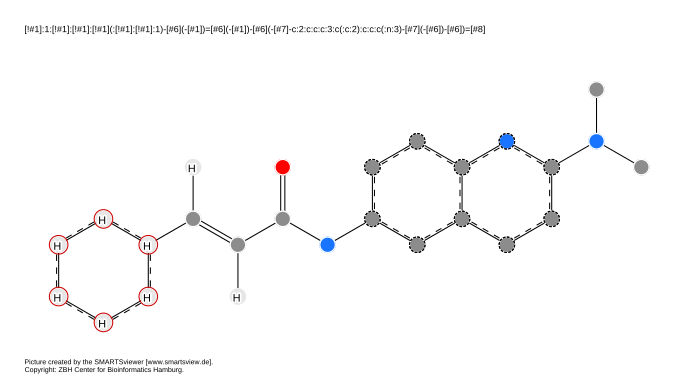 [!#1]:1:[!#1]:[!#1]:[!#1](:[!#1]:[!#1]:1)-[#6](-[#1])=[#6](-[#1])-[#6](-[#7]-c:2:c:c:c:3:c(:c:2):c:c:c(:n:3)-[#7](-[#6])-[#6])=[#8]
H
H
H
H
H
H
H
H
Picture created by the SMARTSviewer [www.smartsview.de].
Copyright: ZBH Center for Bioinformatics Hamburg.